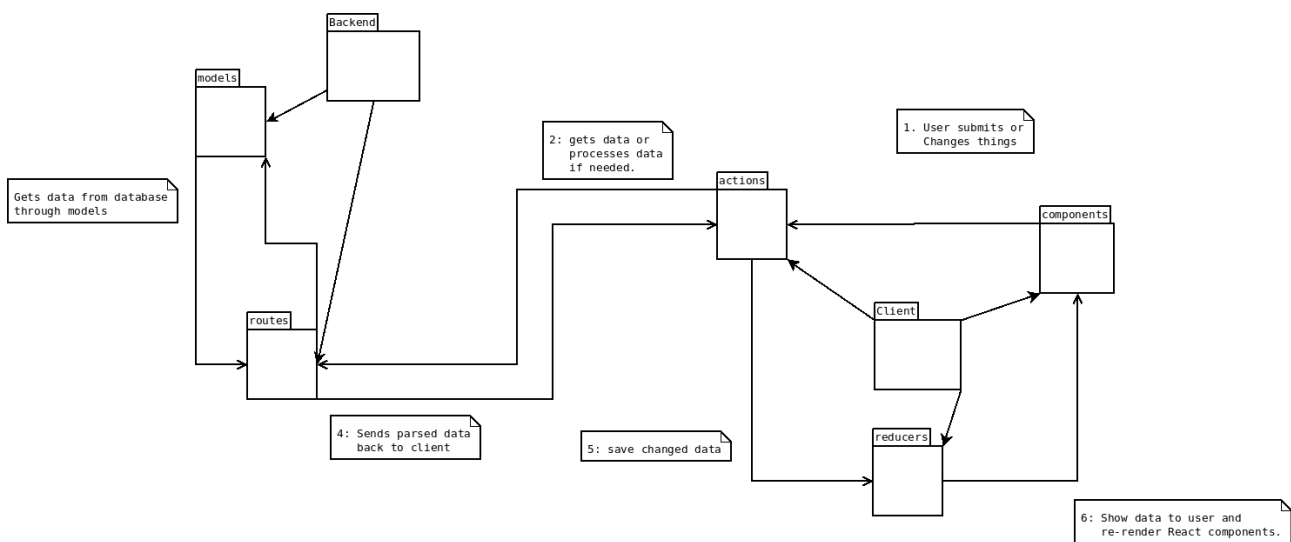 Backend
models
1. User submits or
Changes things
2: gets data or
processes data
if needed.
actions
Gets data from database
through models
components
Client
routes
4: Sends parsed data
back to client
5: save changed data
reducers
6: Show data to user and
re-render React components.